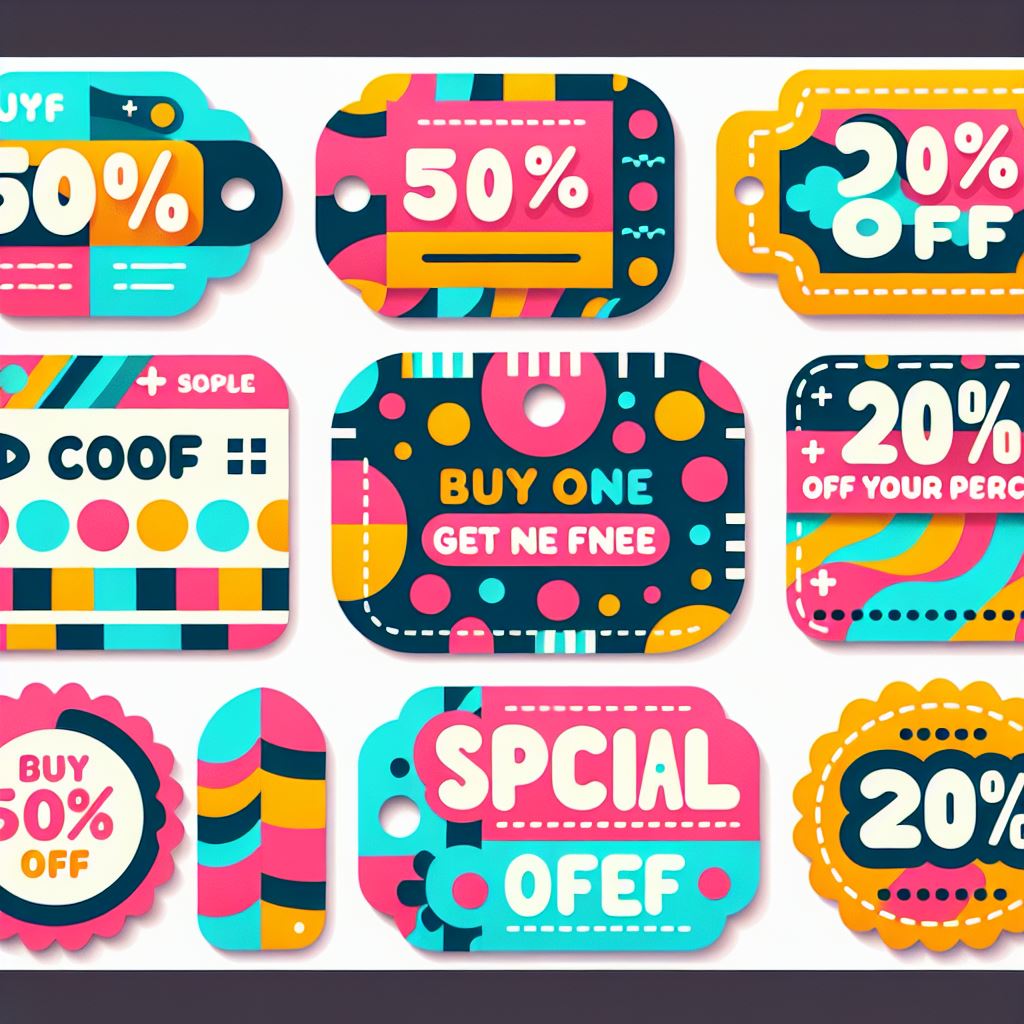 UYF
50%
50%
20%
OFF
+ SOPLE
COOF
BUY ONE
GET NE FNEE
20%
OFF YOUR PERC
BUY
50%
OFF
SPCIAL
OFEF
20%